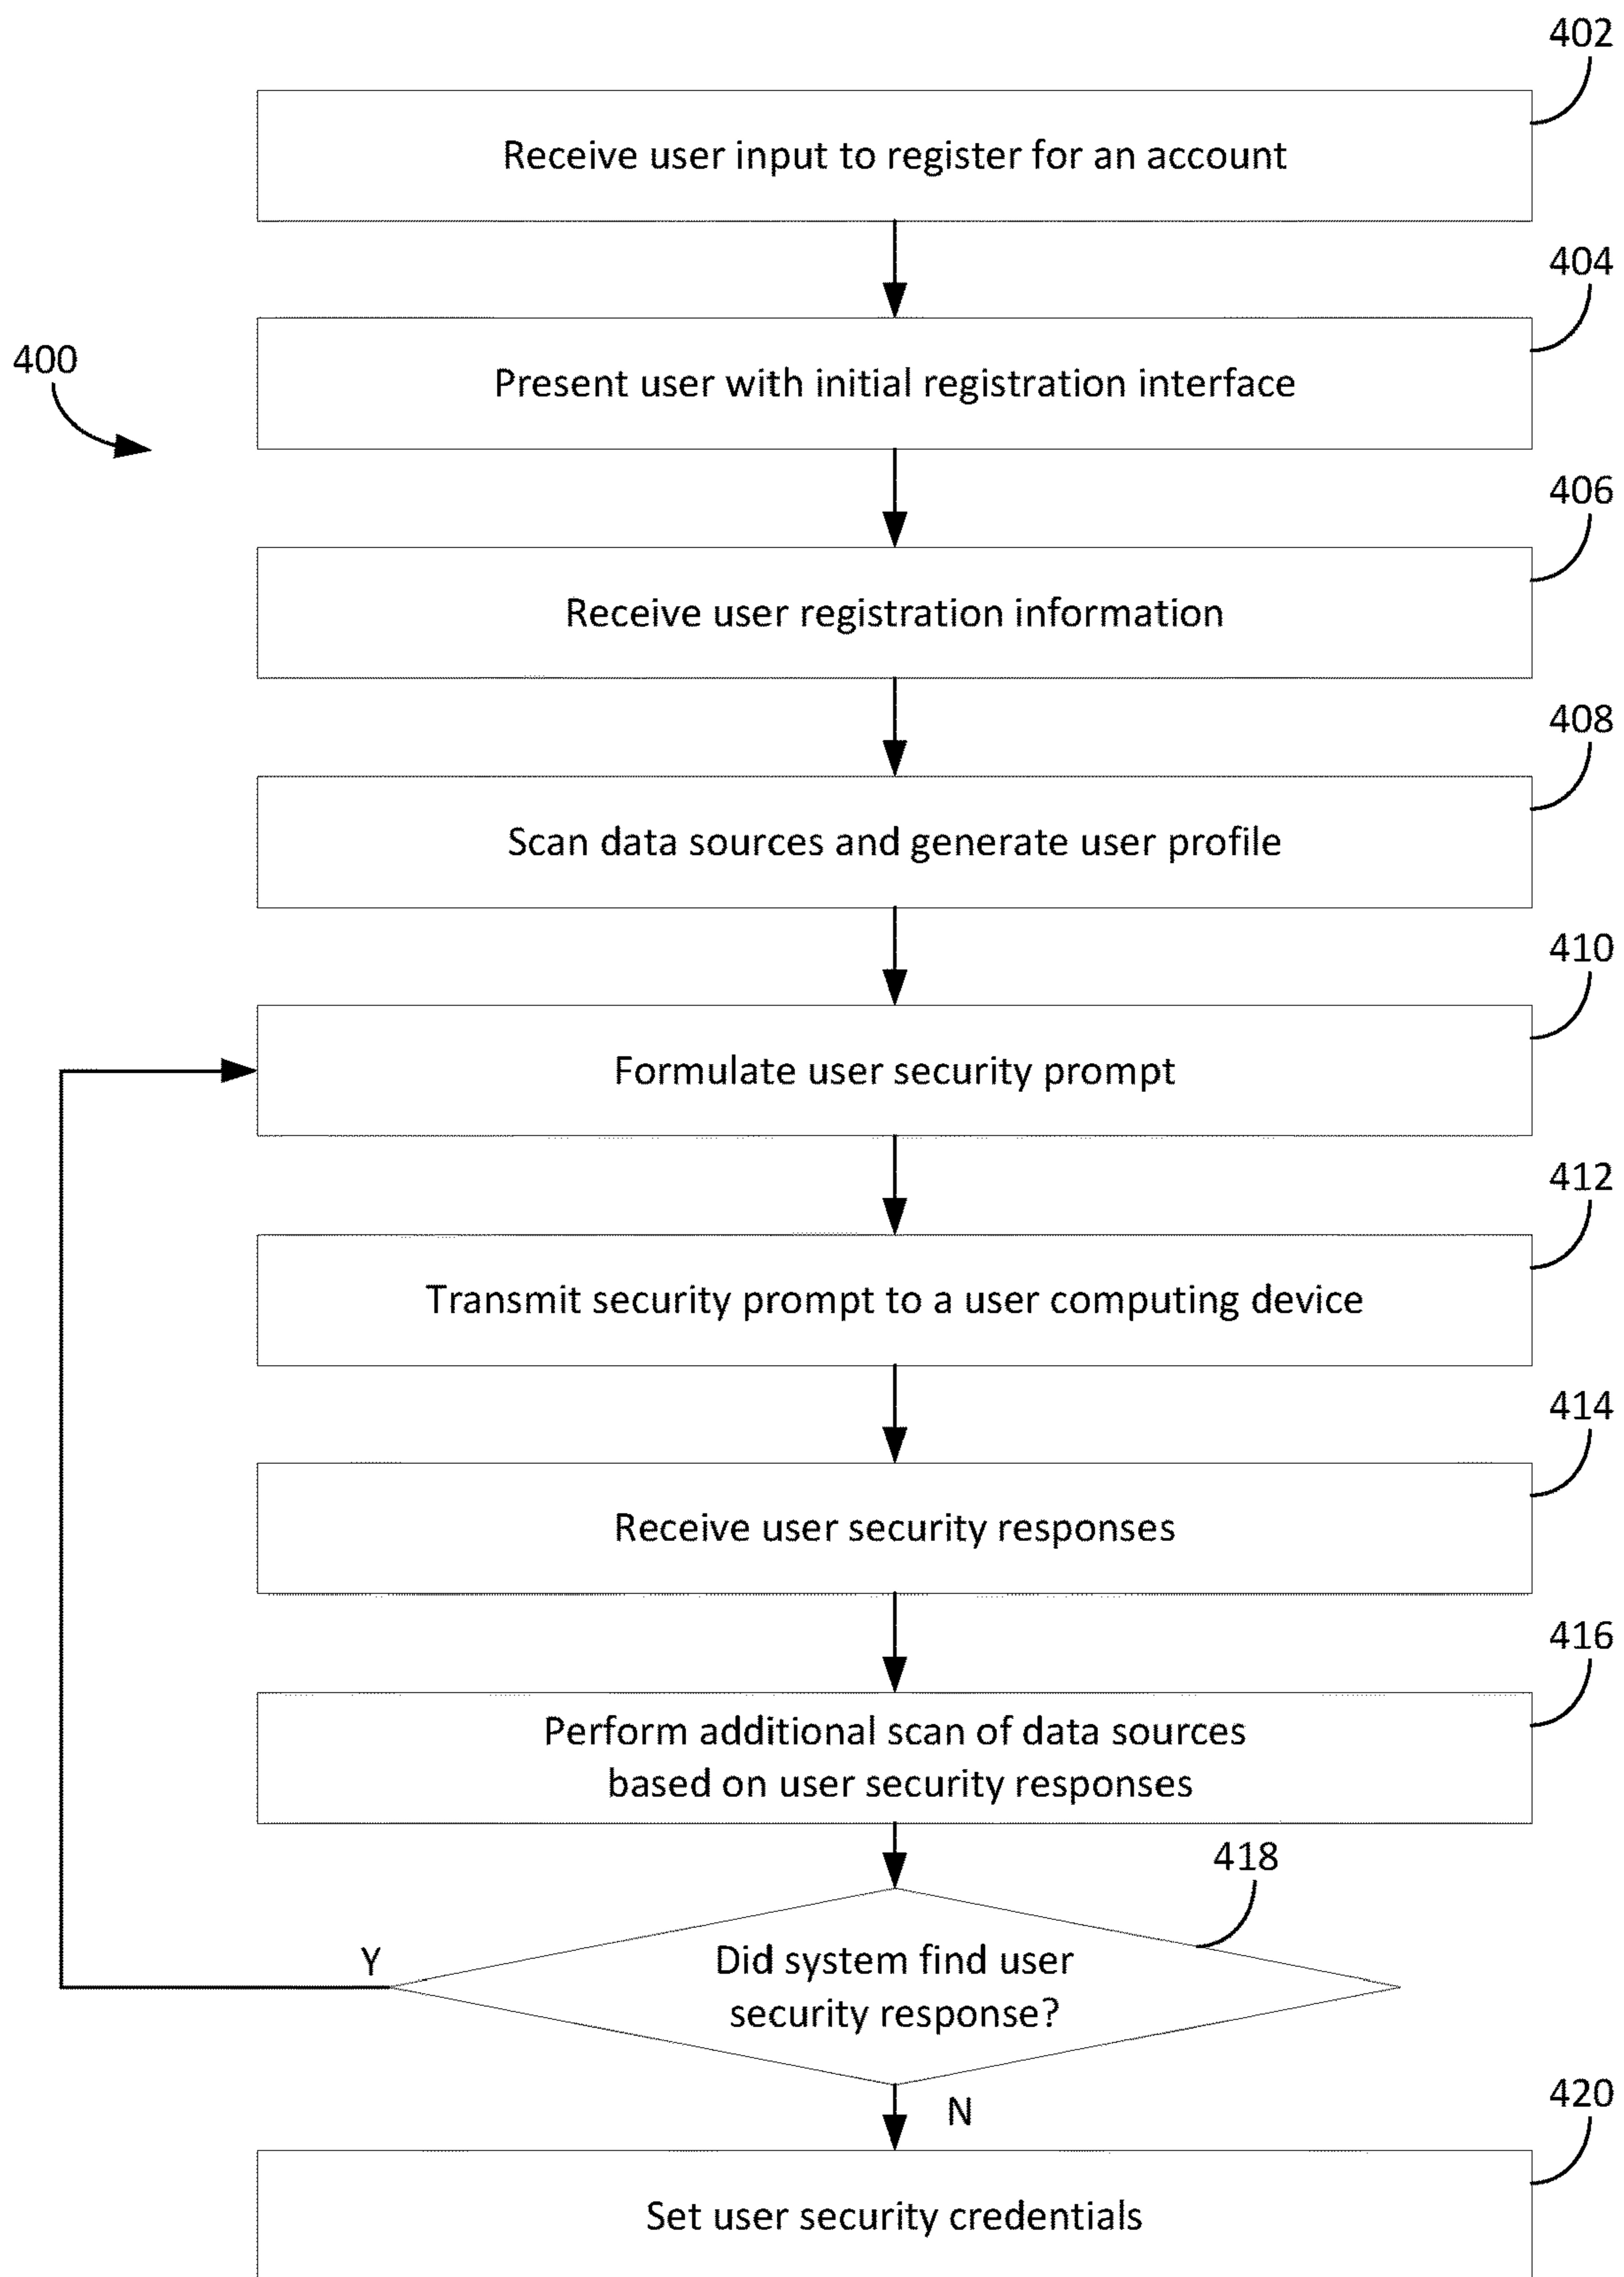 402
Receive user input to register for an account
404
400
Present user with initial registration interface
406
Receive user registration information
408
Scan data sources and generate user profile
410
Formulate user security prompt
412
Transmit security prompt to a user computing device
414
Receive user security responses
416
Perform additional scan of data sources
based on user security responses
418
Y
Did system find user
security response?
N
420
Set user security credentials